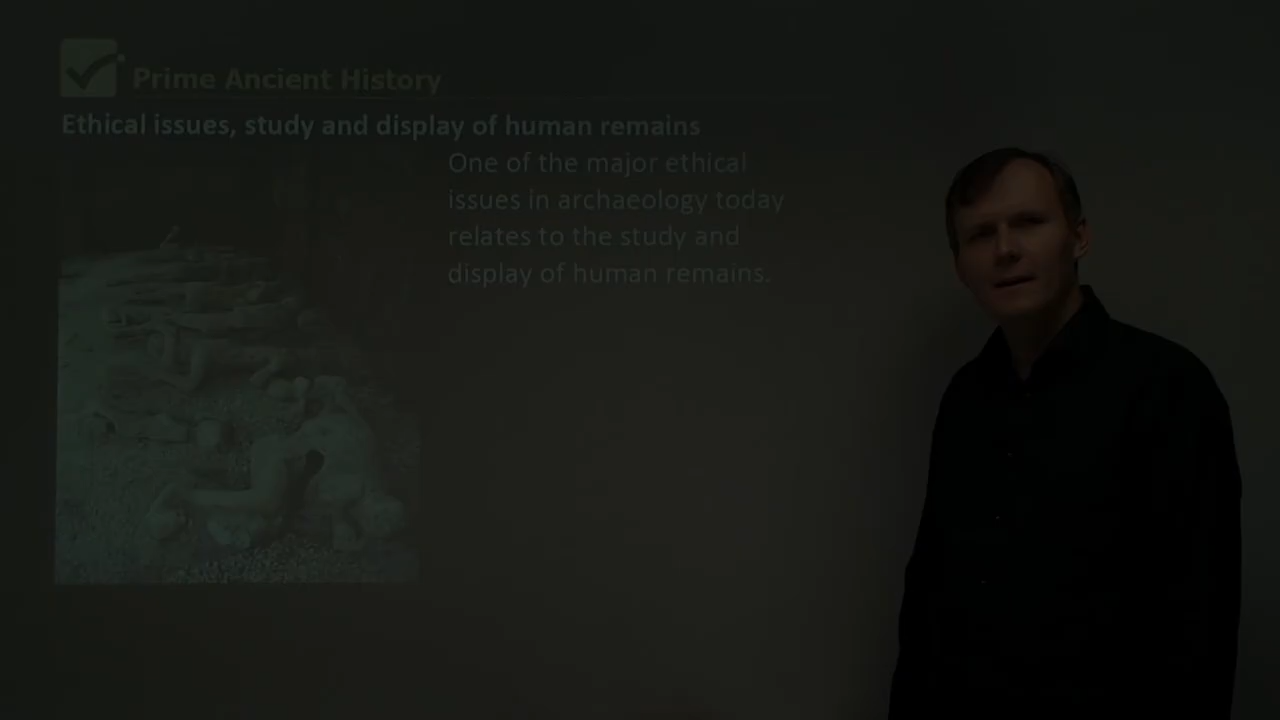 Prime Ancient History
Ethical issues, study and display of human remains
One of the major ethical
issues in archaeology today
relates to the study and
display of human remains.